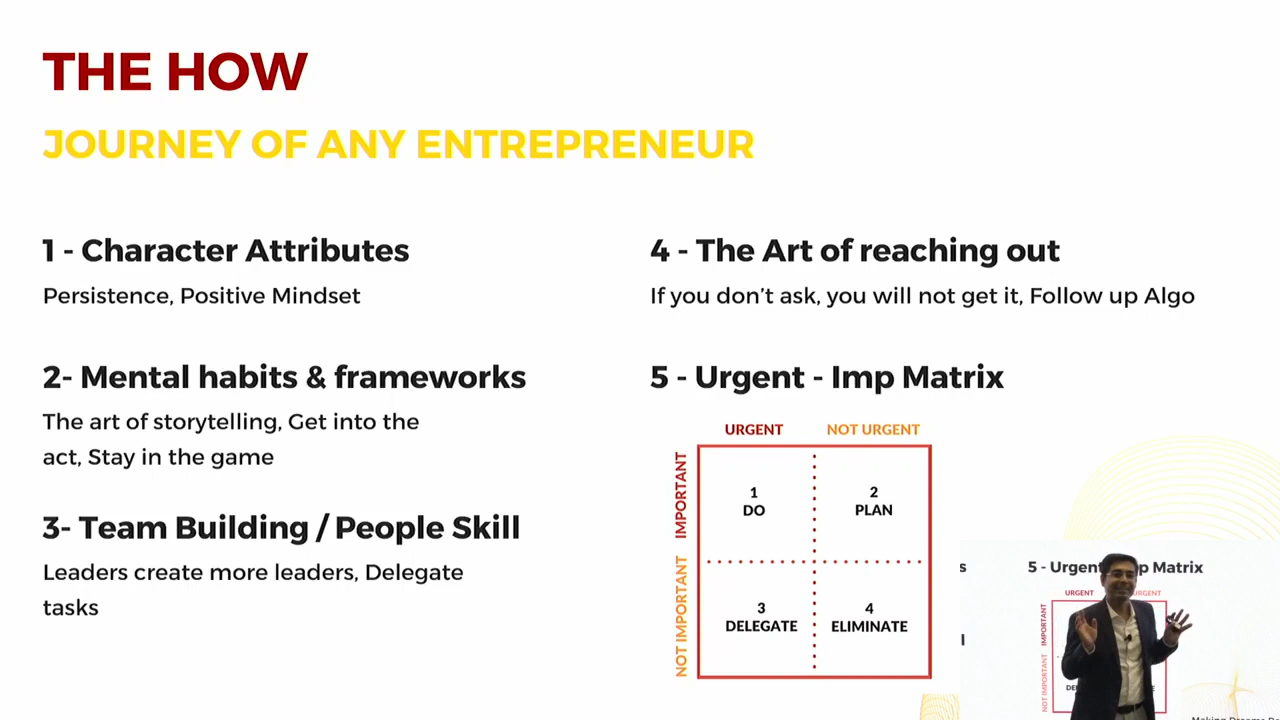 THE HOW
JOURNEY OF ANY ENTREPRENEUR
1 - Character Attributes
Persistence, Positive Mindset
2- Mental habits & frameworks
The art of storytelling, Get into the
act, Stay in the game
3- Team Building / People Skill
Leaders create more leaders, Delegate
tasks
4 - The Art of reaching out
If you don't ask, you will not get it, Follow up Algo
5 - Urgent - Imp Matrix
URGENT NOT URGENT
IMPORTANT
NOT IMPORTANT
1
DO
2
PLAN
3
DELEGATE
4
ELIMINATE
s
5 - Urgent Imp Matrix
URGENT URGENT
IMPORTANT
NOT IMPORTANT